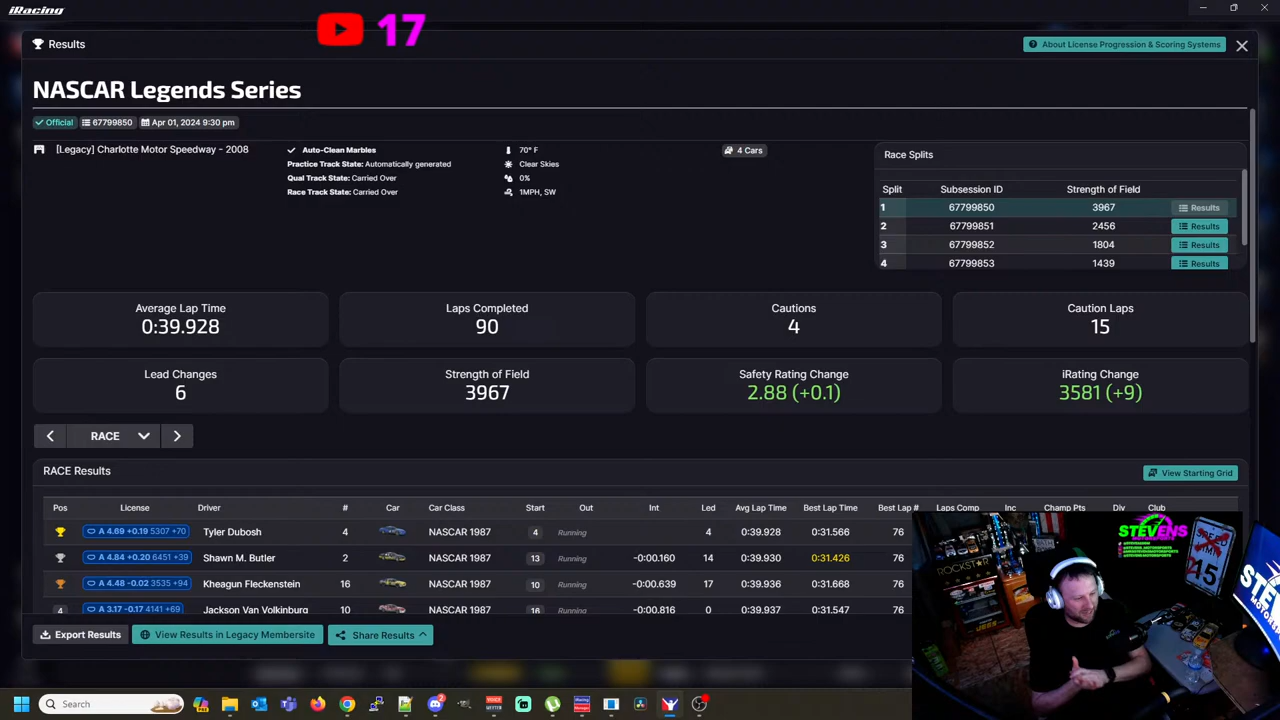 iRacing
17
Results
About License Progression & Scoring Systems
NASCAR Legends Series
Official 67799850 Apr 01, 2024 9:30 pm
[Legacy] Charlotte Motor Speedway - 2008
Auto-Clean Marbles
Practice Track State: Automatically generated
Qual Track State: Carried Over
Race Track State: Carried Over
70° F
Clear Skies
0%
1MPH, SW
4 Cars
Race Splits
Split Subsession ID Strength of Field
1 67799850 3967 Results
2 67799851 2456 Results
3 67799852 1804 Results
4 67799853 1439 Results
Average Lap Time
0:39.928
Laps Completed
90
Cautions
4
Caution Laps
15
Lead Changes
6
Strength of Field
3967
Safety Rating Change
2.88 (+0.1)
iRating Change
3581 (+9)
RACE
RACE Results
View Starting Grid
Pos License Driver # Car Car Class Start Out Int Led Avg Lap Time Best Lap Time Best Lap # Laps Comp Inc Champ Pts Div Club
A 4.69 +0.19 5307 +70 Tyler Dubosh 4 NASCAR 1987 4 Running 4 0:39.928 0:31.566 76
A 4.84 +0.20 6451 +39 Shawn M. Butler 2 NASCAR 1987 13 Running -0:00.160 14 0:39.930 0:31.426 76
A 4.48 -0.02 3535 +94 Kheagun Fleckenstein 16 NASCAR 1987 10 Running -0:00.639 17 0:39.936 0:31.668 76
4 A 3.17 -0.17 4141 +69 Jackson Van Volkinburg 10 NASCAR 1987 16 Running -0:00.816 0 0:39.937 0:31.547 76
Export Results
View Results in Legacy Membersite
Share Results
STEVENS
ROCKSTAR
45
Search
2